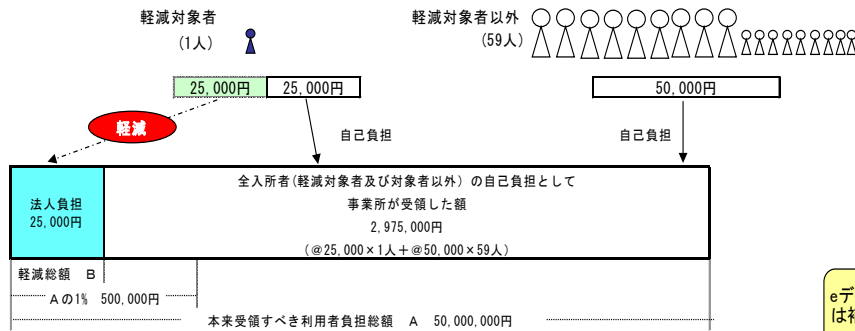 軽減対象者
(1人)
軽減対象者以外
(59人)
25,000円
25,000円
50,000円
軽減
自己負担
自己負担
法人負担
25,000円
全入所者(軽減対象者及び対象者以外) の自己負担として
事業所が受領した額
2,975,000円
(@25,000×1人+@50,000×59人)
軽減総額 B
Aの1% 500,000円
本来受領すべき利用者負担総額 A 50,000,000円
eデ
は補